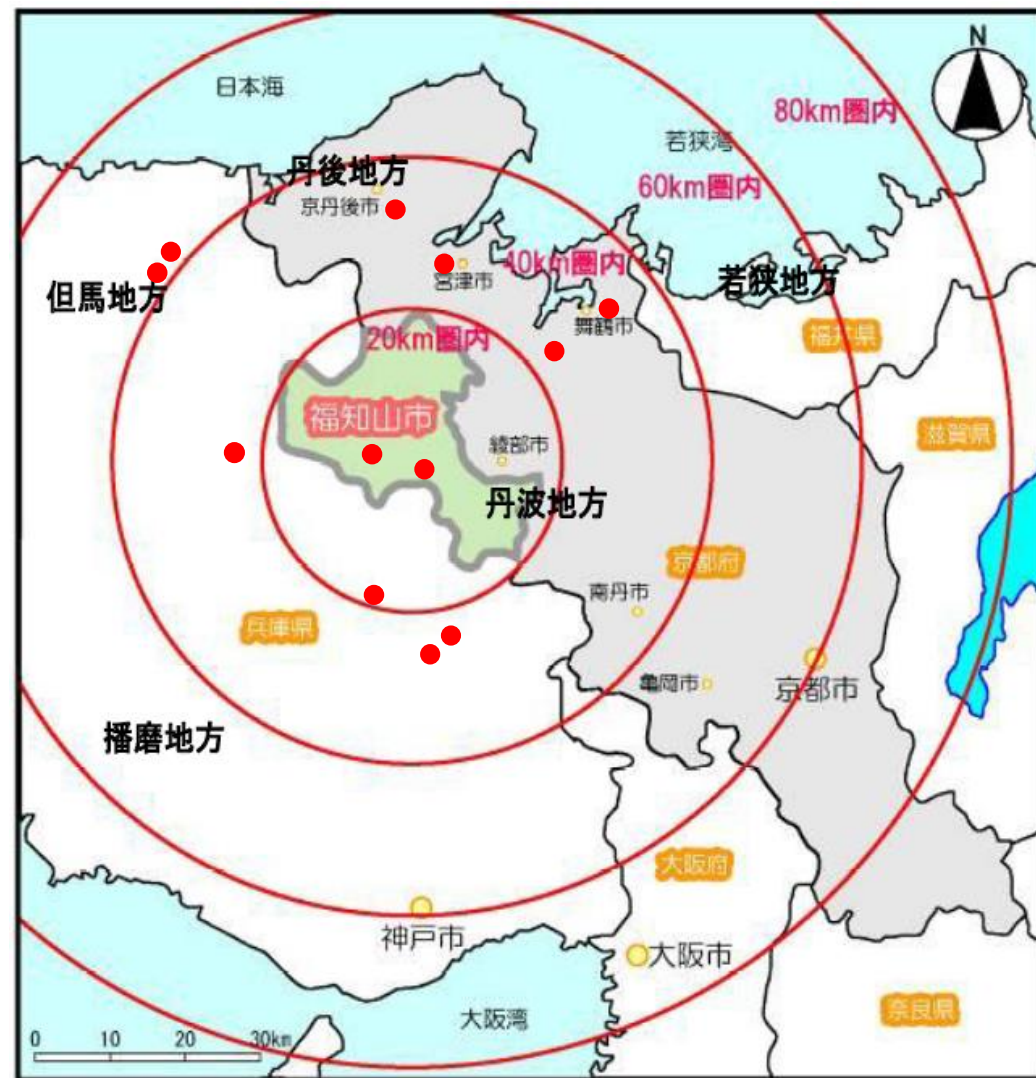 N
日本海
80km圏内
若狭湾
丹後地方
60km圏内
京丹後市
40km圏内
宮津市
若狭地方
但馬地方
舞鶴市
福井県
20km圏内
福知山市
滋賀県
綾部市
丹波地方
京都府
南丹市
兵庫県
亀岡市
京都市
播磨地方
大阪府
神戸市
大阪市
奈良県
大阪湾
0 10 20 30km